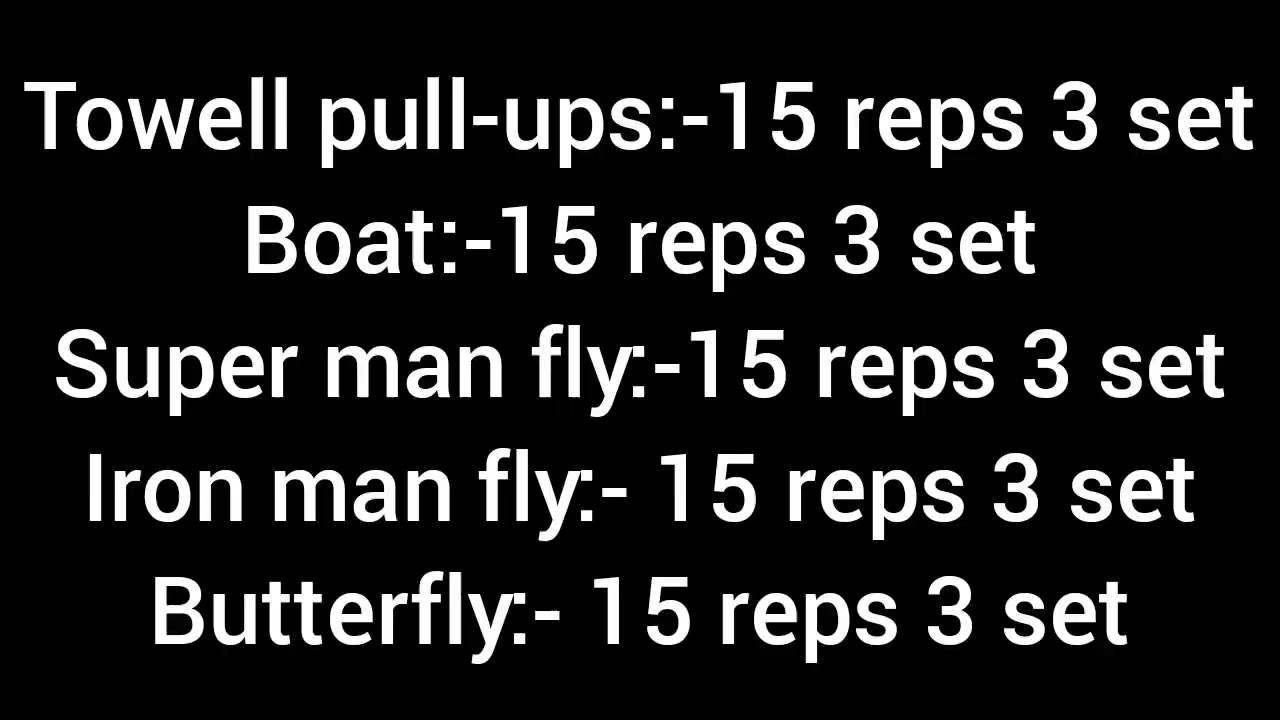 Towell pull-ups:-15 reps 3 set
Boat:-15 reps 3 set
Super man fly:-15 reps 3 set
Iron man fly:- 15 reps 3 set
Butterfly:- 15 reps 3 set